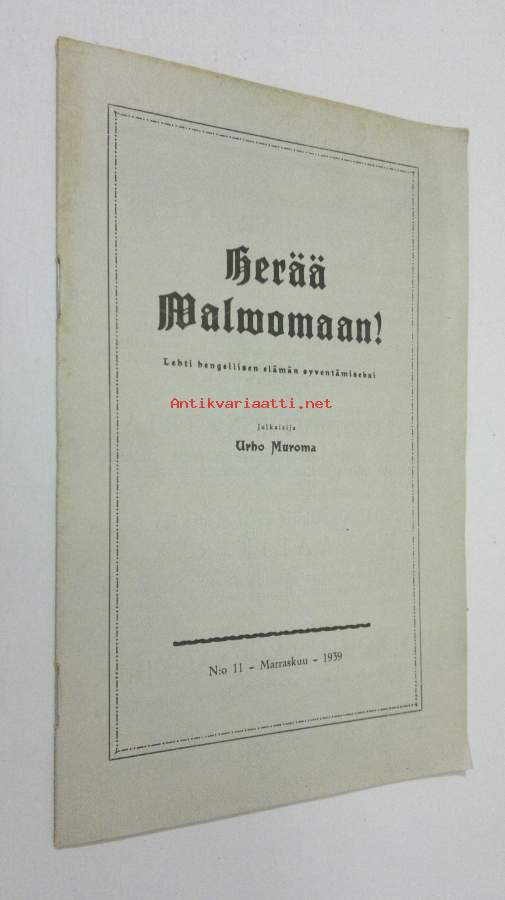 Herää
Walwomaan!
Lehti hengellisen elämän syventämiseksi
Antikvariaatti.net
Julkaisija
Urho Muroma
N:o 11 - Marraskuu - 1939